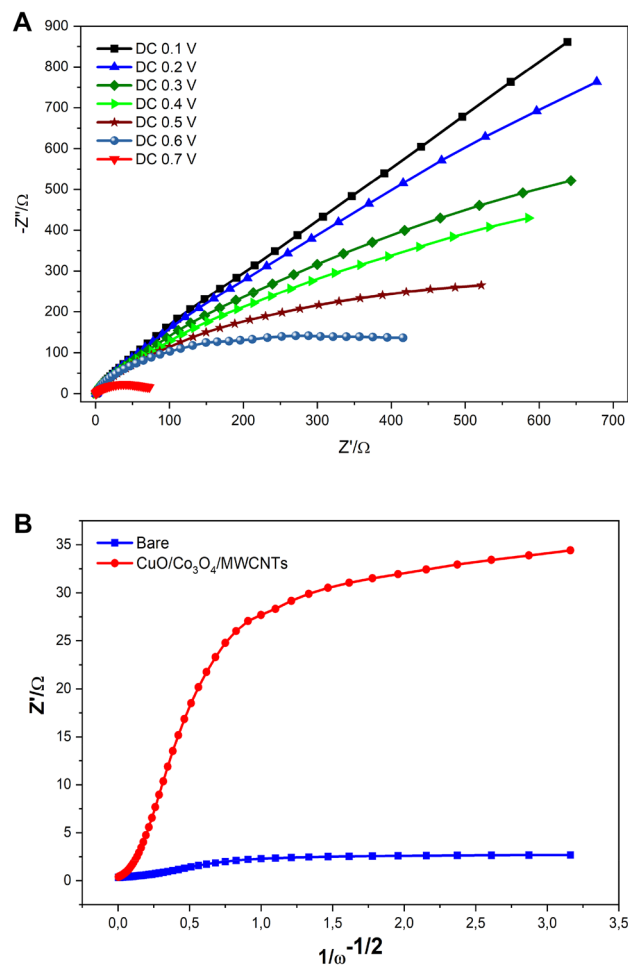 A
DC 0.1 V
DC 0.2 V
DC 0.3 V
DC 0.4 V
DC 0.5 V
DC 0.6 V
DC 0.7 V
900
800
700
600
500
400
300
200
100
0
-Z"/Ω
0 100 200 300 400 500 600 700
Z'/Ω
B
Bare
CuO/Co₃O₄/MWCNTs
35
30
25
20
15
10
5
0
Z'/Ω
0,0 0,5 1,0 1,5 2,0 2,5 3,0 3,5
1/ω^-1/2